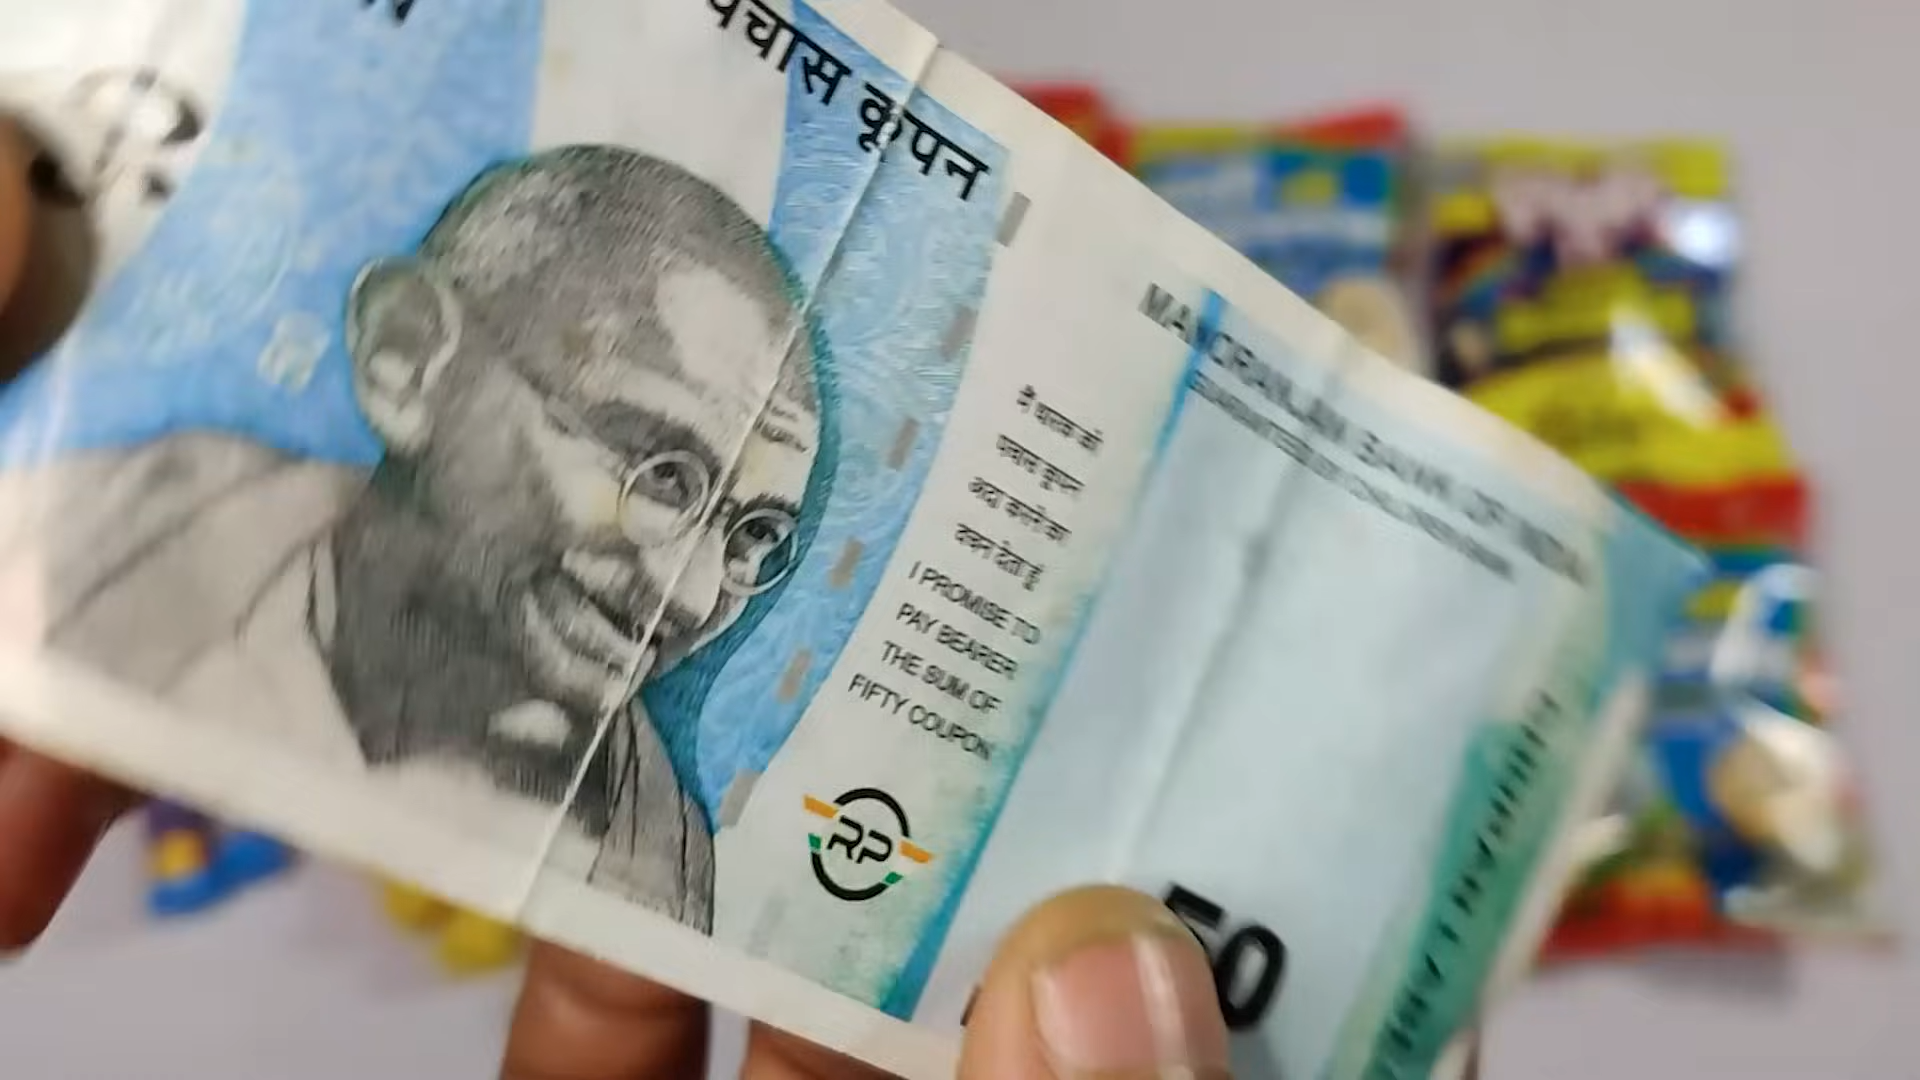 पचास कूपन
MANORANJAN BANK OF INDIA
मैं धारक को
पचास कूपन
अदा करने का
वचन देता हूं
I PROMISE TO
PAY BEARER
THE SUM OF
FIFTY COUPON
RP
50